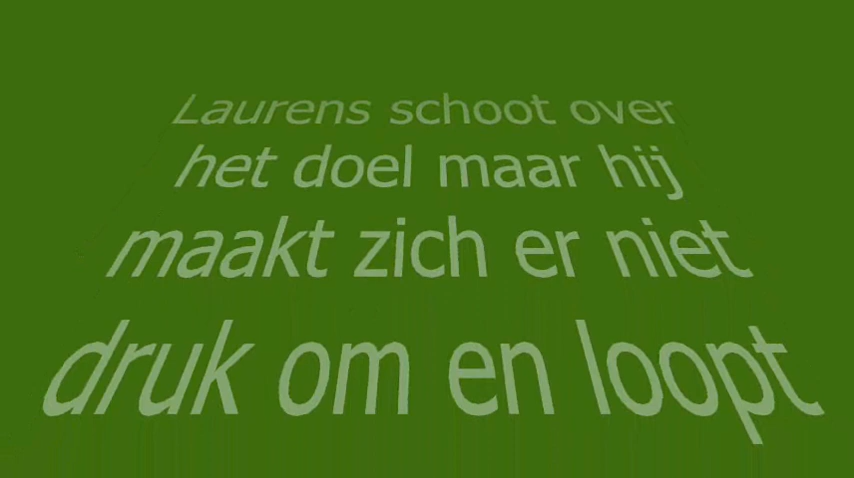 Laurens schoot over
het doel maar hij
maakt zich er niet
druk om en loopt